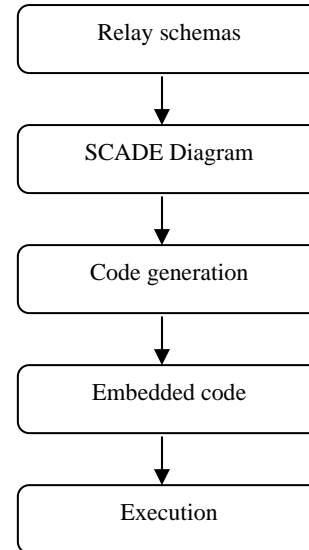 Relay schemas
SCADE Diagram
Code generation
Embedded code
Execution